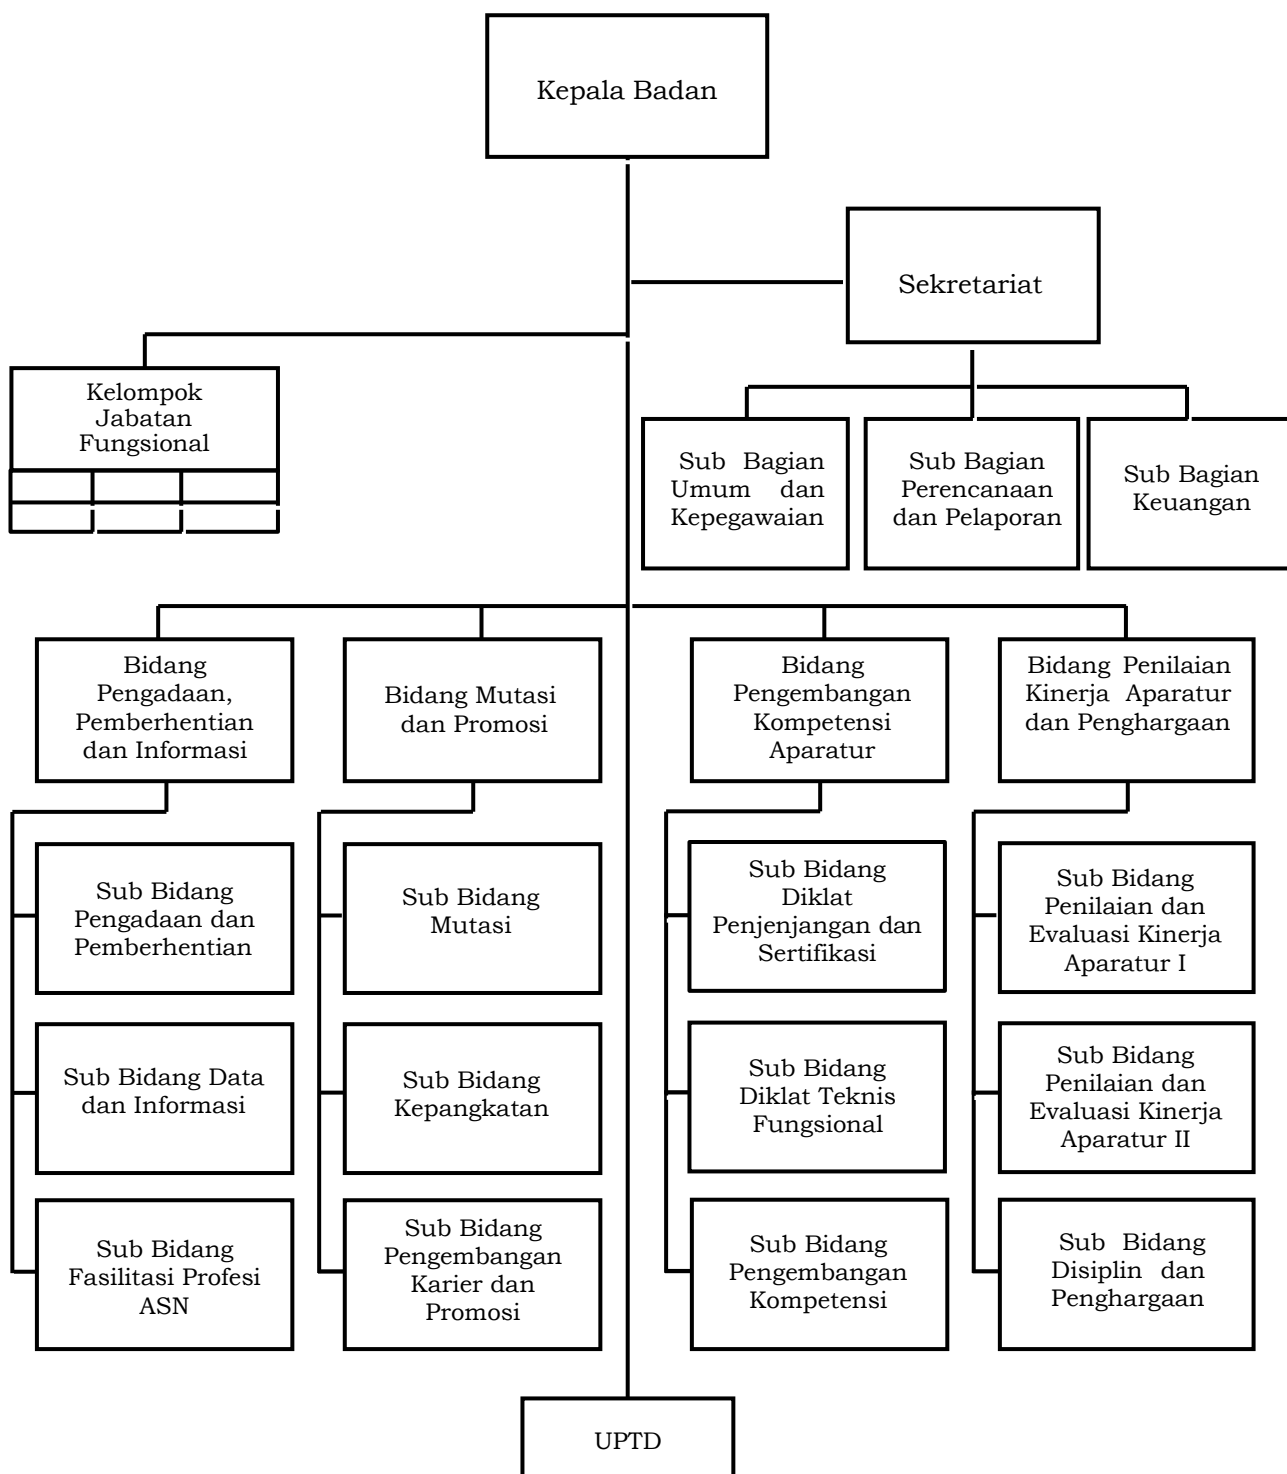 Kepala Badan
Sekretariat
Kelompok
Jabatan
Fungsional
Sub Bagian
Umum dan
Kepegawaian
Sub Bagian
Perencanaan
dan Pelaporan
Sub Bagian
Keuangan
Bidang
Pengadaan,
Pemberhentian
dan Informasi
Bidang Mutasi
dan Promosi
Bidang
Pengembangan
Kompetensi
Aparatur
Bidang Penilaian
Kinerja Aparatur
dan Penghargaan
Sub Bidang
Pengadaan dan
Pemberhentian
Sub Bidang
Mutasi
Sub Bidang
Diklat
Penjenjangan dan
Sertifikasi
Sub Bidang
Penilaian dan
Evaluasi Kinerja
Aparatur I
Sub Bidang Data
dan Informasi
Sub Bidang
Kepangkatan
Sub Bidang
Diklat Teknis
Fungsional
Sub Bidang
Penilaian dan
Evaluasi Kinerja
Aparatur II
Sub Bidang
Fasilitasi Profesi
ASN
Sub Bidang
Pengembangan
Karier dan
Promosi
Sub Bidang
Pengembangan
Kompetensi
Sub Bidang
Disiplin dan
Penghargaan
UPTD